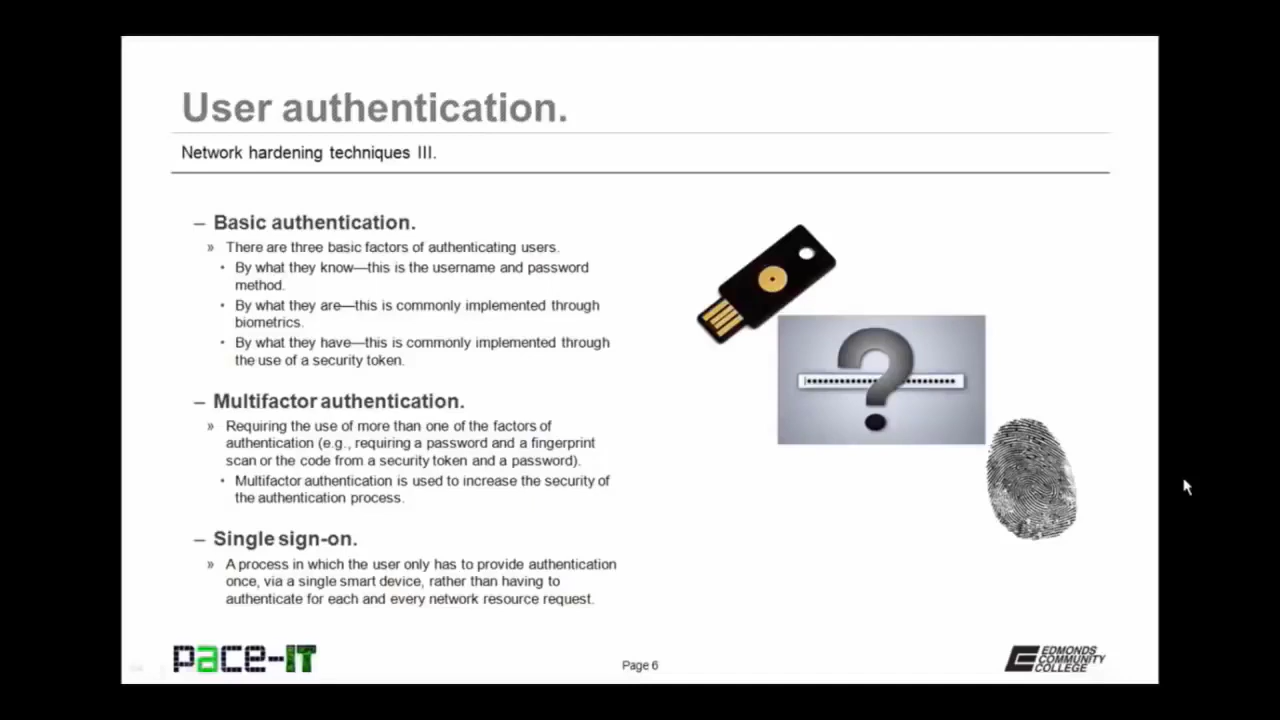 User authentication.
Network hardening techniques III.
– Basic authentication.
» There are three basic factors of authenticating users.
• By what they know—this is the username and password
method.
• By what they are—this is commonly implemented through
biometrics.
• By what they have—this is commonly implemented through
the use of a security token.
– Multifactor authentication.
» Requiring the use of more than one of the factors of
authentication (e.g., requiring a password and a fingerprint
scan or the code from a security token and a password).
• Multifactor authentication is used to increase the security of
the authentication process.
– Single sign-on.
» A process in which the user only has to provide authentication
once, via a single smart device, rather than having to
authenticate for each and every network resource request.
?
pace-IT
Page 6
EDMONDS
COMMUNITY
COLLEGE